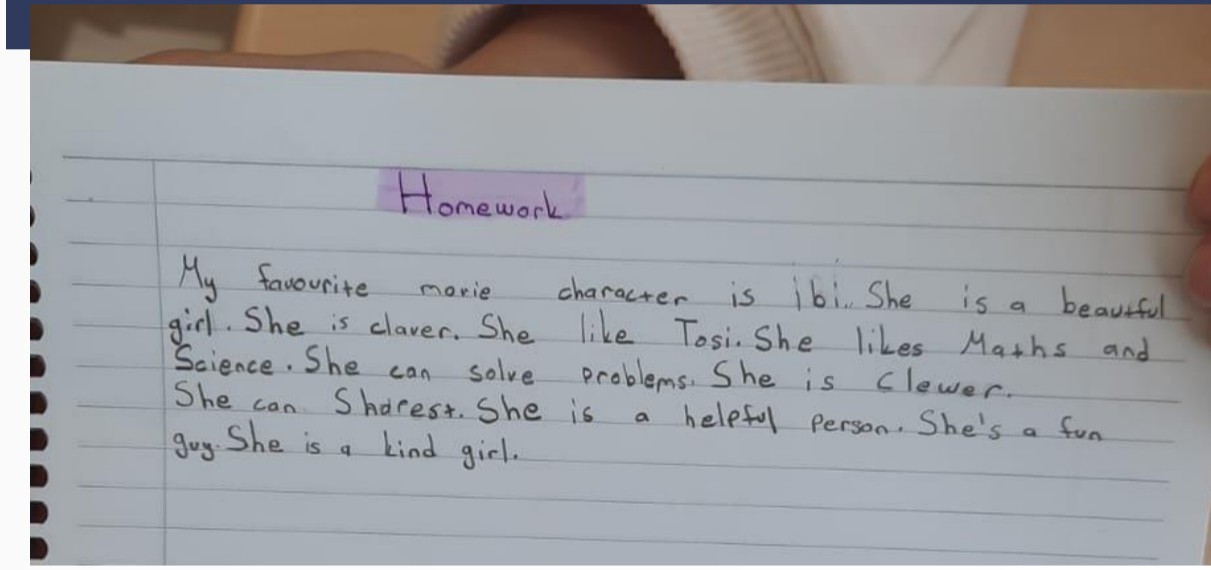 Homework
My favourite movie character is ibi. She is a beautful
girl. She is claver. She like Tosi. She likes Maths and
Science. She can solve problems. She is Clewer.
She can Sharest. She is a helpful Person. She's a fun
guy. She is a kind girl.